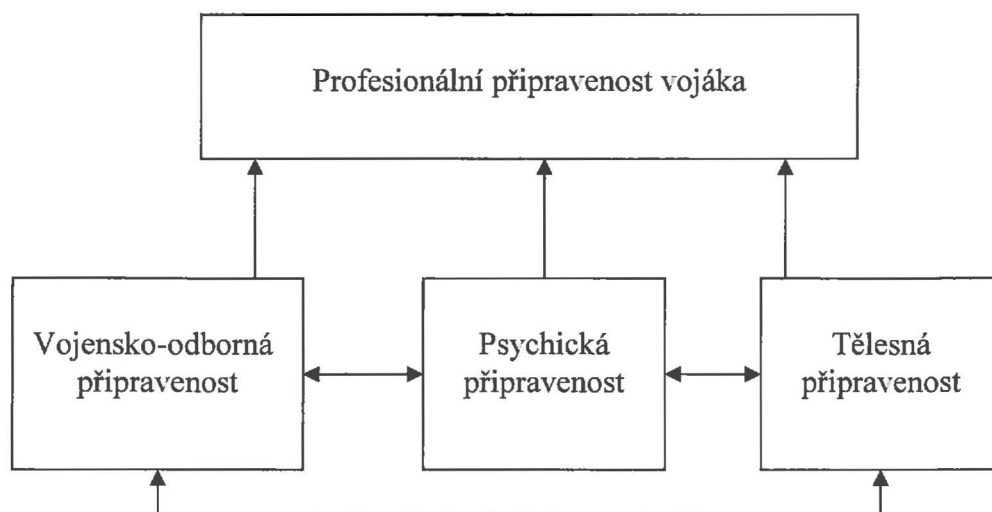 Profesionální připravenost vojáka
Vojensko-odborná
připravenost
Psychická
připravenost
Tělesná
připravenost